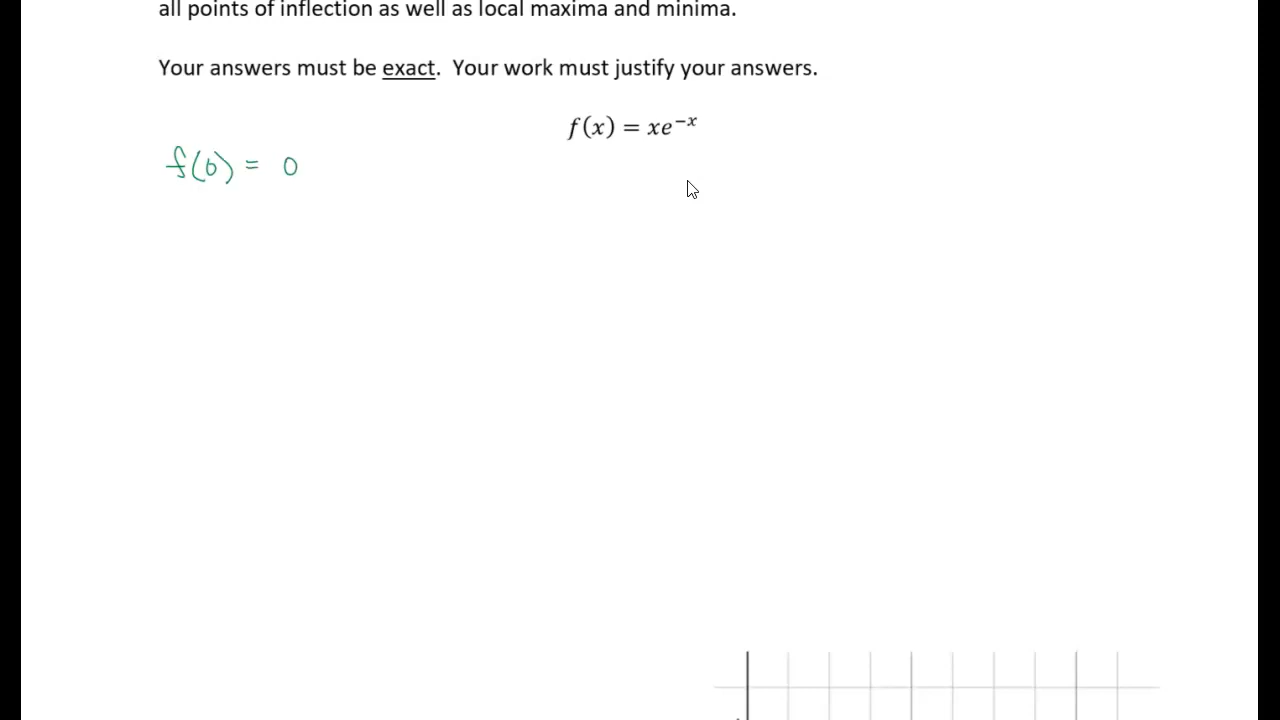 all points of inflection as well as local maxima and minima.
Your answers must be exact. Your work must justify your answers.
f(x) = xe⁻ˣ
f(0) = 0